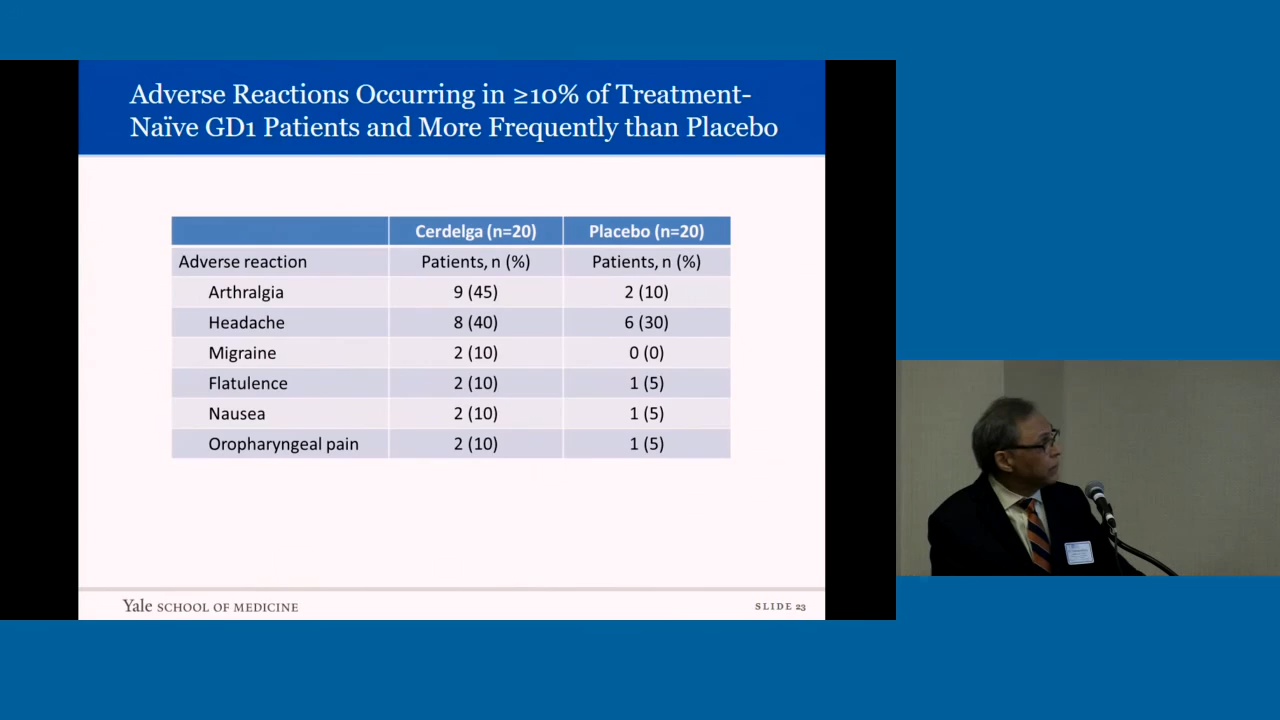 Adverse Reactions Occurring in ≥10% of Treatment-
Naïve GD1 Patients and More Frequently than Placebo
Cerdelga (n=20) Placebo (n=20)
Adverse reaction Patients, n (%) Patients, n (%)
Arthralgia 9 (45) 2 (10)
Headache 8 (40) 6 (30)
Migraine 2 (10) 0 (0)
Flatulence 2 (10) 1 (5)
Nausea 2 (10) 1 (5)
Oropharyngeal pain 2 (10) 1 (5)
Yale SCHOOL OF MEDICINE
SLIDE 23